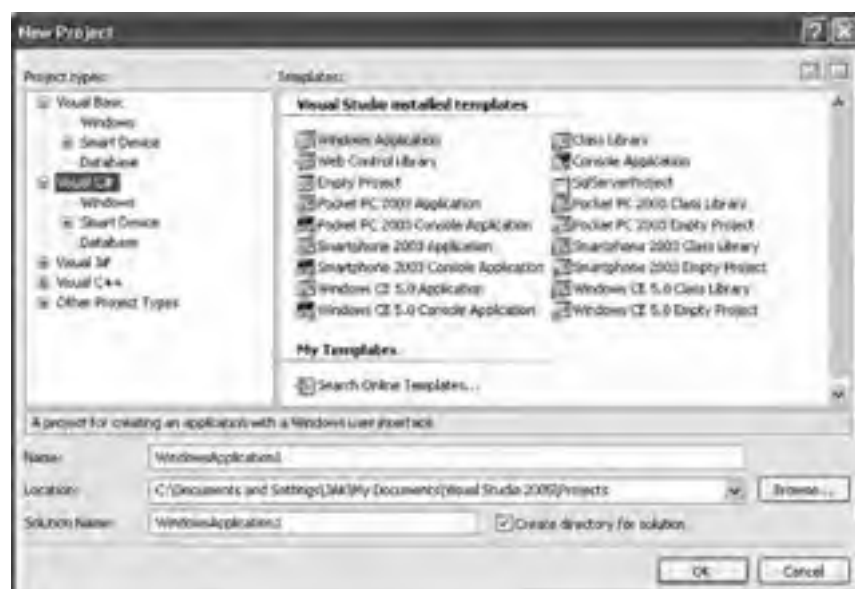 New Project
Project types:
Templates:
Visual Basic
Windows
Smart Device
Database
Visual C#
Windows
Smart Device
Database
Visual J#
Visual C++
Other Project Types
Visual Studio installed templates
Windows Application
Class Library
Web Control Library
Console Application
Empty Project
SqlServerProject
Pocket PC 2003 Application
Pocket PC 2003 Class Library
Pocket PC 2003 Console Application
Pocket PC 2003 Empty Project
Smartphone 2003 Application
Smartphone 2003 Class Library
Smartphone 2003 Console Application
Smartphone 2003 Empty Project
Windows CE 5.0 Application
Windows CE 5.0 Class Library
Windows CE 5.0 Console Application
Windows CE 5.0 Empty Project
My Templates
Search Online Templates...
A project for creating an application with a Windows user interface
Name:
WindowsApplication1
Location:
C:\Documents and Settings\JAK\My Documents\Visual Studio 2005\Projects
Browse...
Solution Name:
WindowsApplication1
Create directory for solution
OK
Cancel